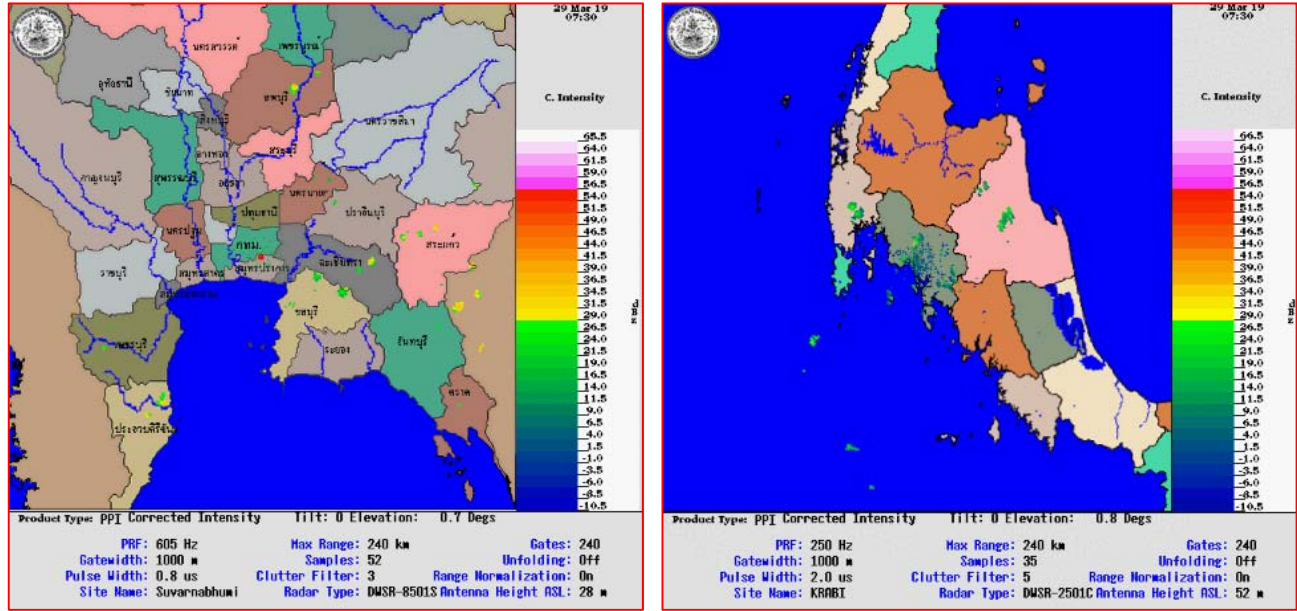 29 Mar 19
07:30
C. Intensity
นครสวรรค์
เพชรบูรณ์
อุทัยธานี
ชัยนาท
ลพบุรี
สิงห์บุรี
นครราชสีมา
อ่างทอง
สระบุรี
กาญจนบุรี
สุพรรณบุรี
อยุธยา
นครนายก
ปทุมธานี
ปราจีนบุรี
นครปฐม
กทม.
สระแก้ว
ราชบุรี
สมุทรสาคร
สมุทรปราการ
ฉะเชิงเทรา
ชลบุรี
เพชรบุรี
ระยอง
จันทบุรี
ตราด
ประจวบคีรีขันธ์
65.5
64.0
61.5
59.0
56.5
54.0
51.5
49.0
46.5
44.0
41.5
39.5
37.0
34.5
31.5
29.0
26.5
24.0
21.5
19.0
16.5
14.0
11.5
9.0
6.5
4.0
1.5
-1.0
-3.5
-6.0
-8.5
-10.5
Product Type: PPI Corrected Intensity Tilt: 0 Elevation: 0.7 Degs
PRF: 605 Hz Max Range: 240 km Gates: 240
Gatewidth: 1000 m Samples: 52 Unfolding: Off
Pulse Width: 0.8 us Clutter Filter: 3 Range Normalization: On
Site Name: Suvarnabhumi Radar Type: DWSR-8501S Antenna Height ASL: 28 m
29 Mar 19
07:30
C. Intensity
66.5
64.0
61.5
59.0
56.5
54.0
51.5
49.0
46.5
44.0
41.5
39.0
36.5
34.0
31.5
29.0
26.5
24.0
21.5
19.0
16.5
14.0
11.5
9.0
6.5
4.0
1.5
-1.0
-3.5
-6.0
-8.5
-10.5
Product Type: PPI Corrected Intensity Tilt: 0 Elevation: 0.8 Degs
PRF: 250 Hz Max Range: 240 km Gates: 240
Gatewidth: 1000 m Samples: 35 Unfolding: Off
Pulse Width: 2.0 us Clutter Filter: 5 Range Normalization: On
Site Name: KRABI Radar Type: DWSR-2501C Antenna Height ASL: 52 m